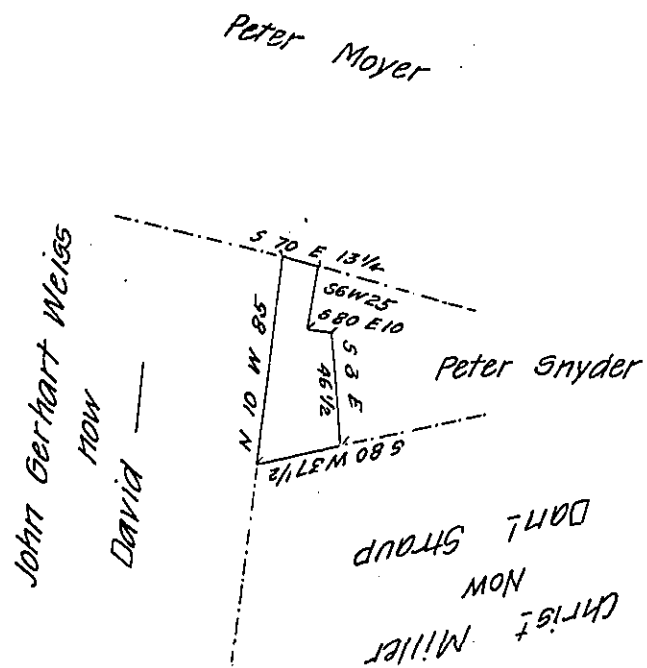 Peter Moyer
S 70 E 13 1/4
S6W25
S 80 E10
S 3 E
46 1/2
S 80 W 37 1/2
N 10 W 85
John Gerhart Weiss
now
David —
Peter Snyder
Christ Miller
Now
Danl Straup